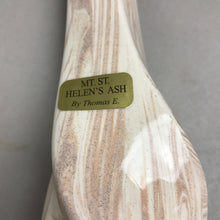 MT. ST.
HELEN'S ASH
By Thomas E.